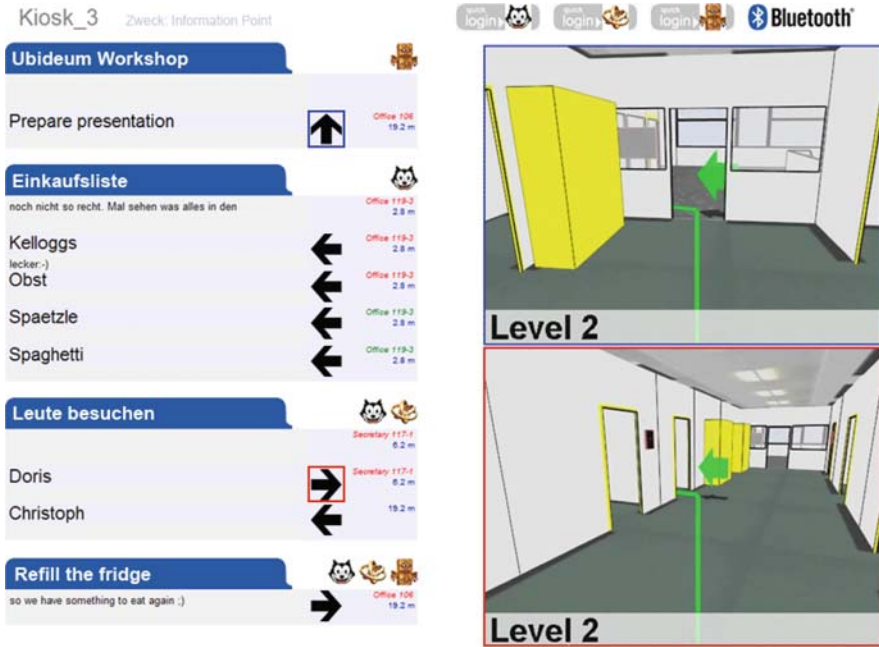 Kiosk_3 Zweck: Information Point
Ubideum Workshop
Prepare presentation
Office 106
19.2 m
Einkaufsliste
noch nicht so recht. Mal sehen was alles in den
Office 119-3
2.8 m
Kelloggs
Office 119-3
2.8 m
lecker:-)
Obst
Office 119-3
2.8 m
Spaetzle
Office 119-3
2.8 m
Spaghetti
Office 119-3
2.8 m
Leute besuchen
Secretary 117-1
6.2 m
Doris
Secretary 117-1
6.2 m
Christoph
19.2 m
Refill the fridge
so we have something to eat again ;)
Office 106
19.2 m
quick
login
quick
login
quick
login
Bluetooth
Level 2
Level 2